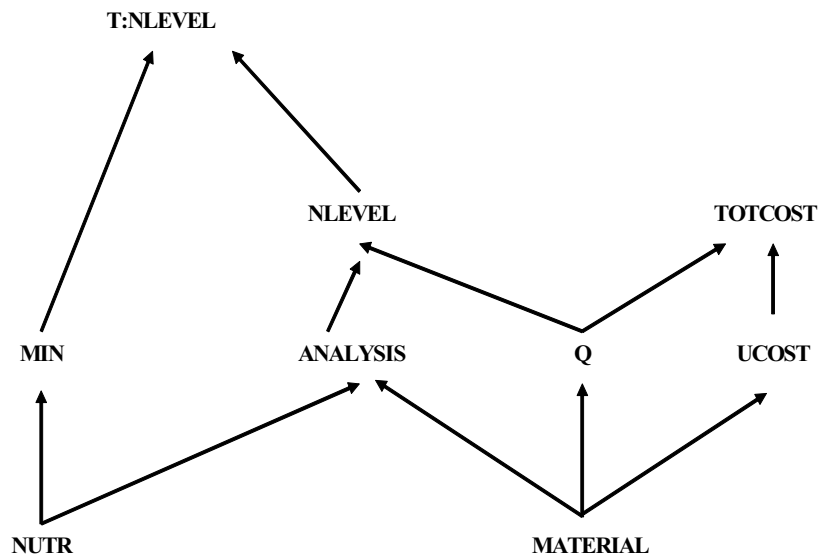 T:NLEVEL
NLEVEL TOTCOST
MIN ANALYSIS Q UCOST
NUTR MATERIAL